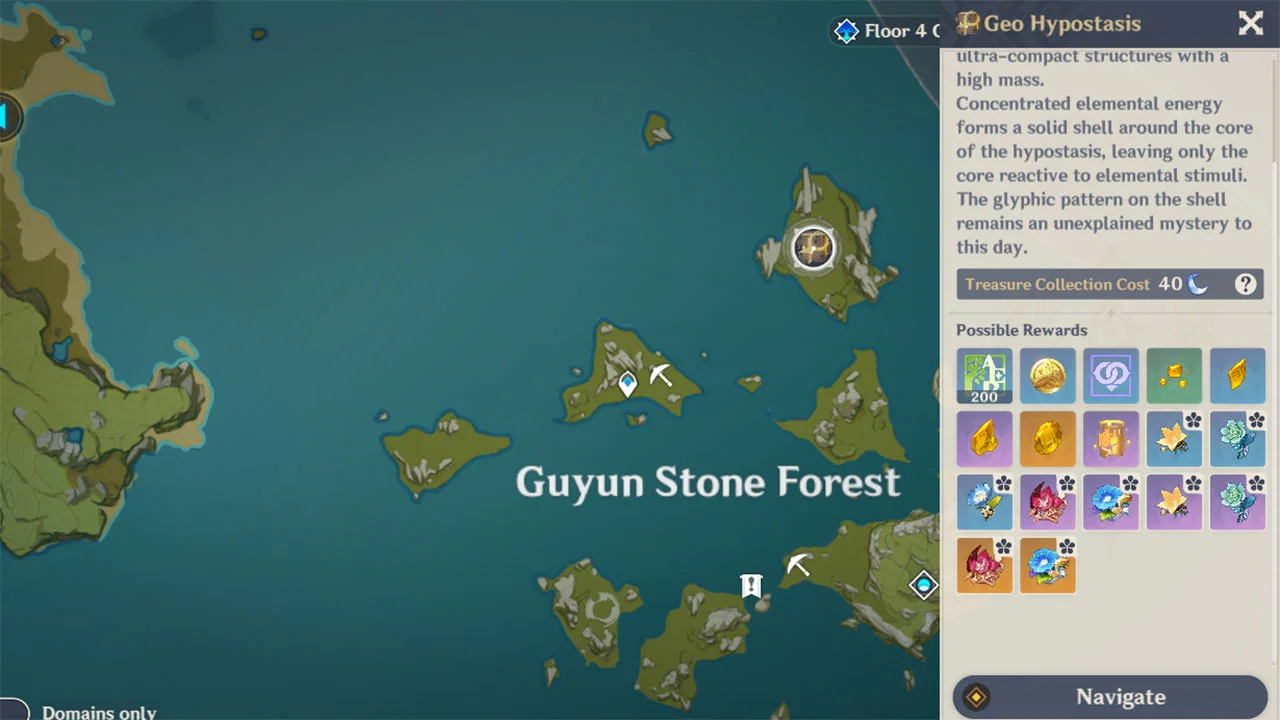 Floor 4 C
Geo Hypostasis
ultra-compact structures with a
high mass.
Concentrated elemental energy
forms a solid shell around the core
of the hypostasis, leaving only the
core reactive to elemental stimuli.
The glyphic pattern on the shell
remains an unexplained mystery to
this day.
Treasure Collection Cost 40 ?
Possible Rewards
200
Guyun Stone Forest
Domains only
Navigate